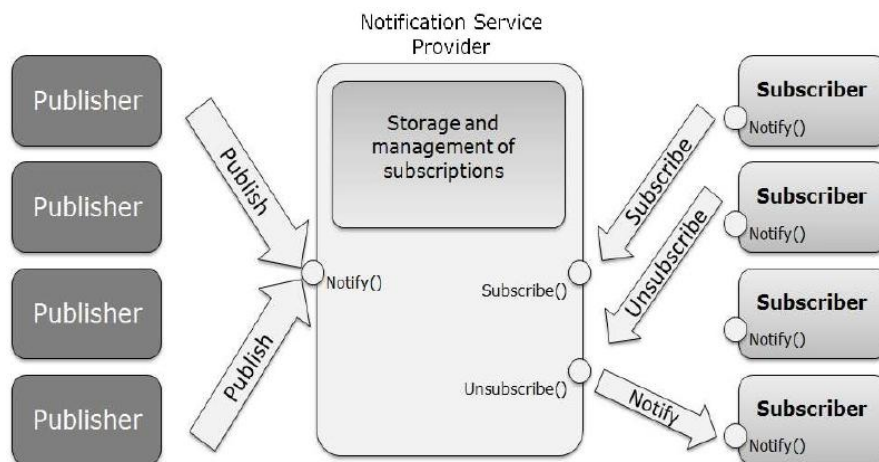 Notification Service
Provider
Publisher
Publisher
Publisher
Publisher
Publish
Publish
Storage and
management of
subscriptions
Notify()
Subscribe()
Unsubscribe()
Subscribe
Unsubscribe
Notify
Subscriber
Notify()
Subscriber
Notify()
Subscriber
Notify()
Subscriber
Notify()